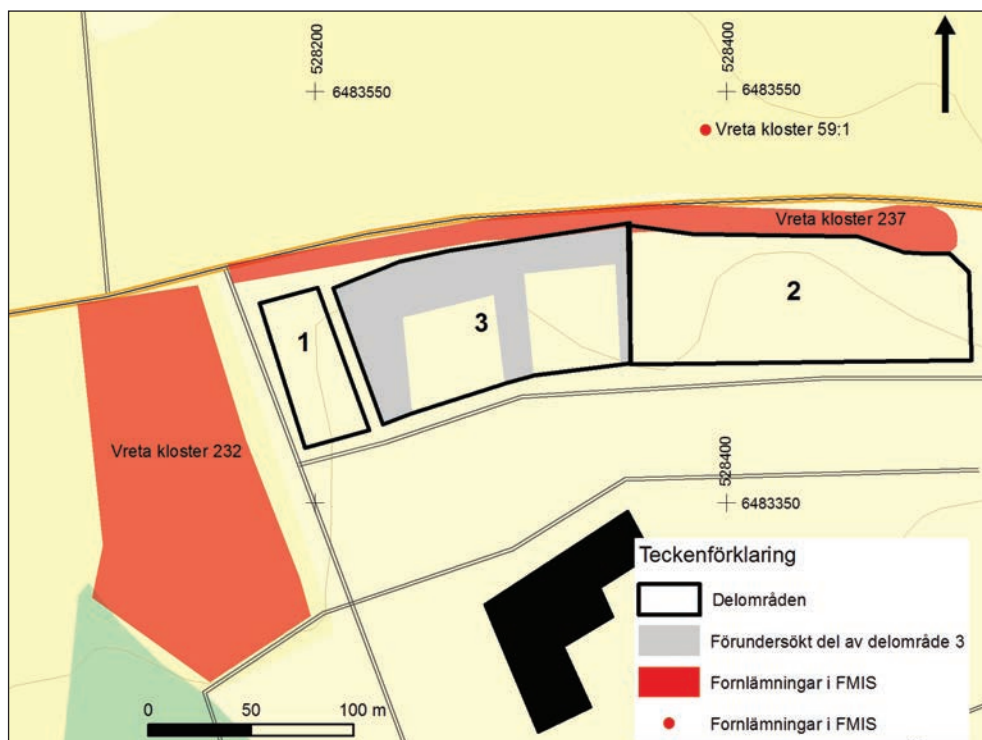 528200
528400
6483550
6483550
Vreta kloster 59:1
Vreta kloster 237
2
1
3
Vreta kloster 232
528400
6483350
Teckenförklaring
Delområden
Förundersökt del av delområde 3
Fornlämningar i FMIS
Fornlämningar i FMIS
0 50 100 m